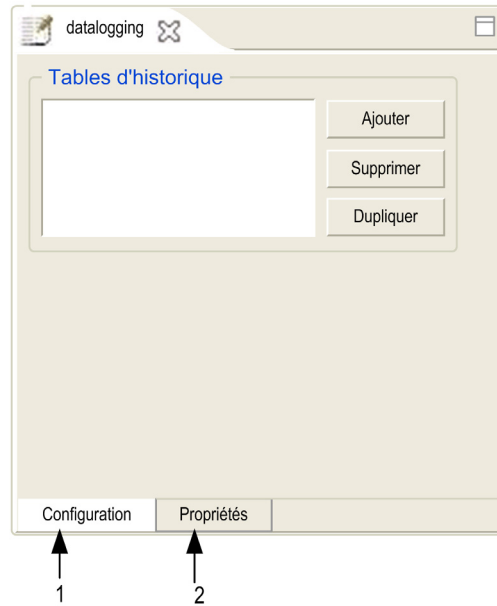 datalogging
Tables d'historique
Ajouter
Supprimer
Dupliquer
Configuration
Propriétés
1
2